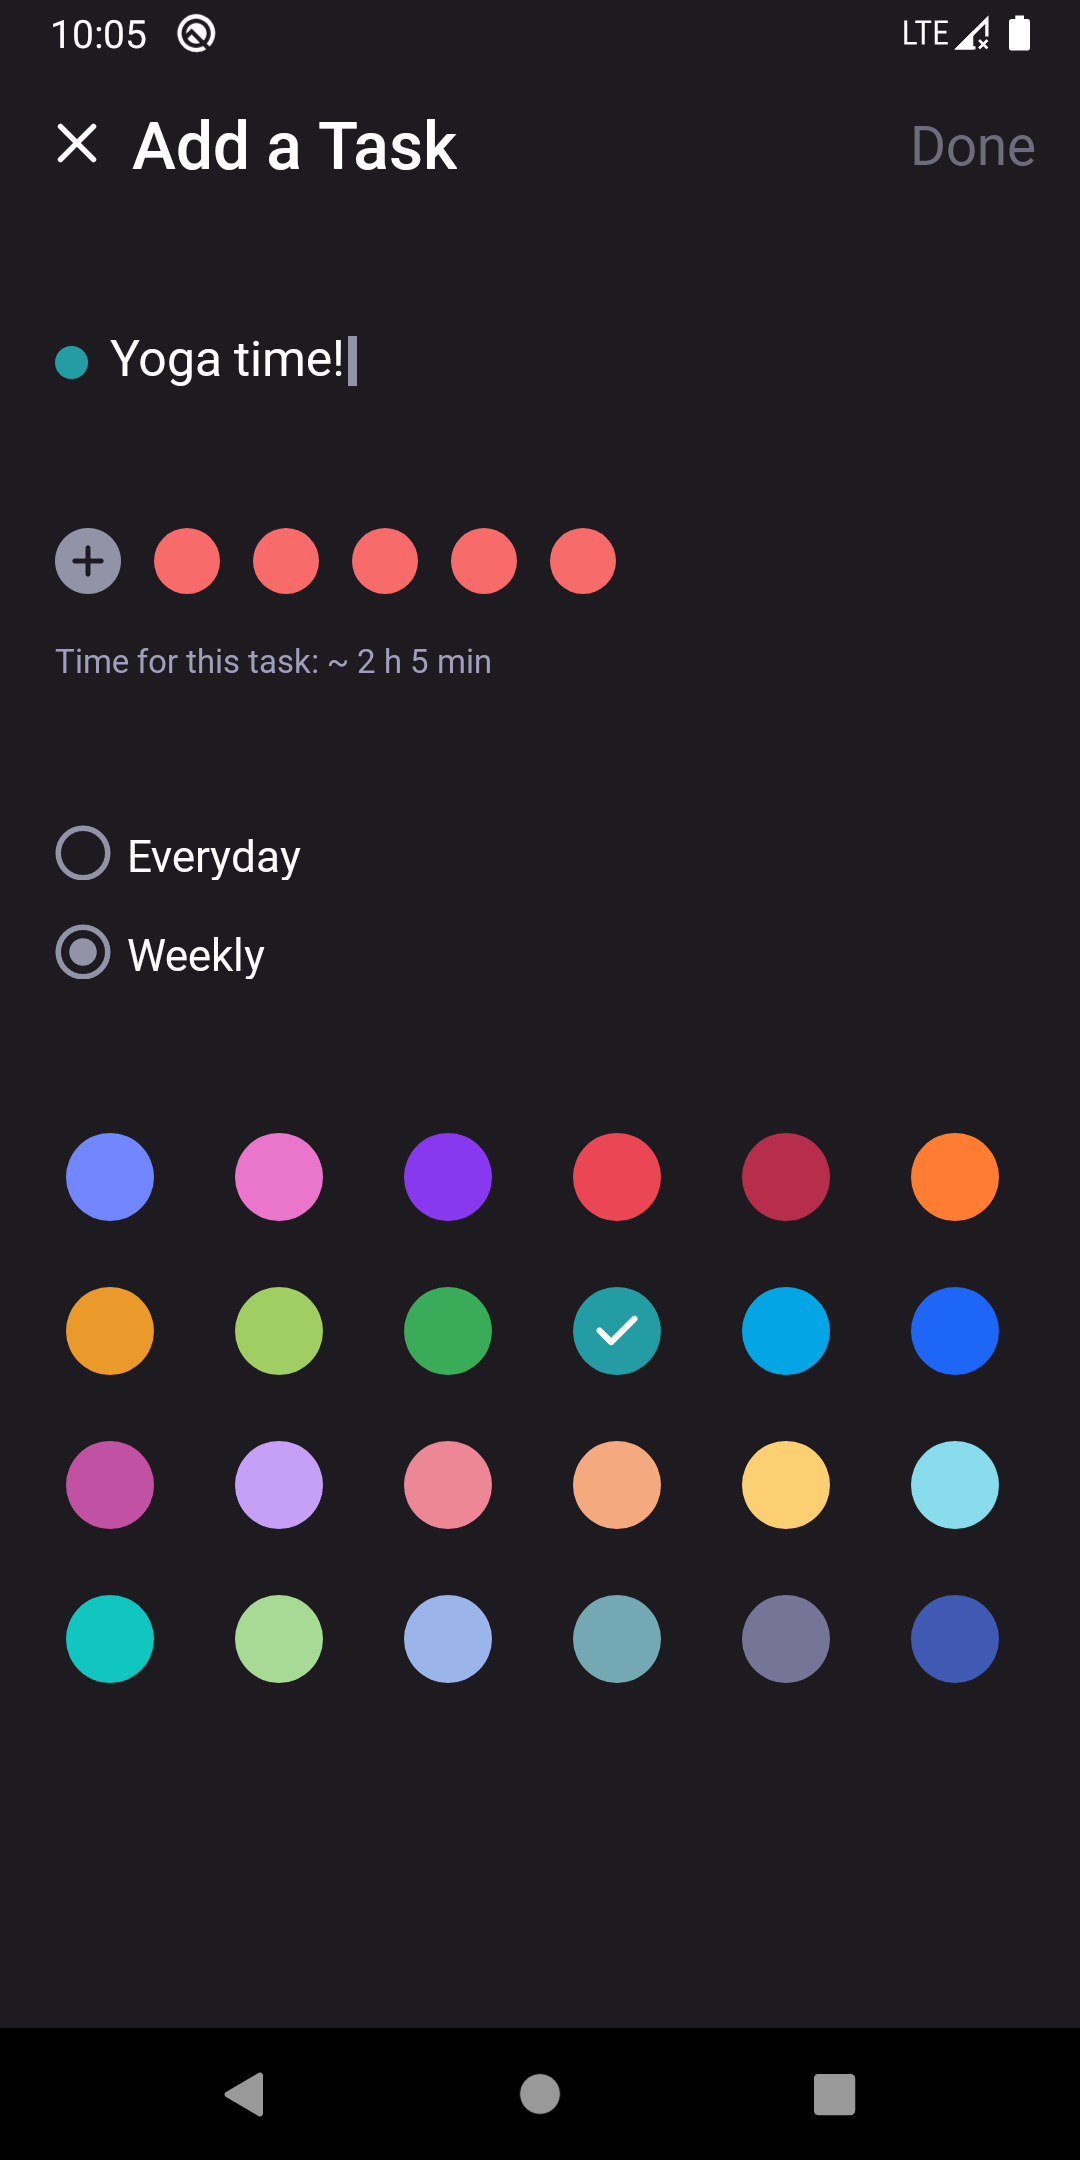 10:05
LTE
Add a Task
Done
Yoga time!
Time for this task: ~ 2 h 5 min
Everyday
Weekly